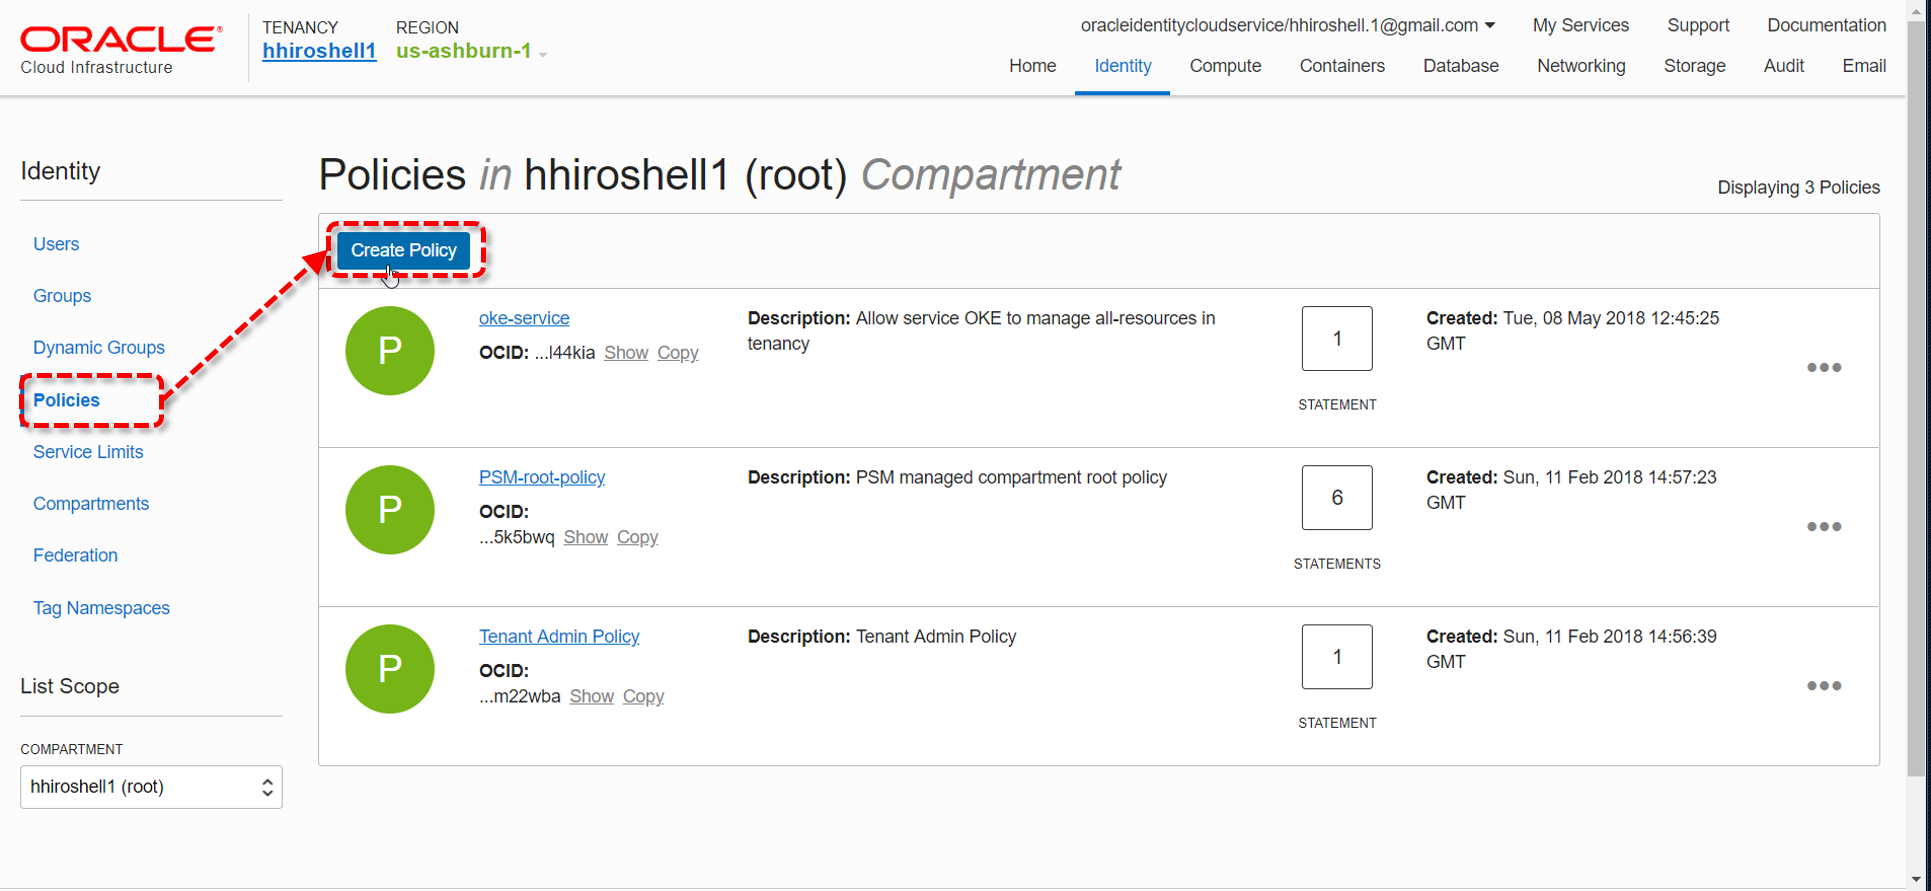 ORACLE®
Cloud Infrastructure
TENANCY
hhiroshell1
REGION
us-ashburn-1
oracleidentitycloudservice/hhiroshell.1@gmail.com
My Services
Support
Documentation
Home
Identity
Compute
Containers
Database
Networking
Storage
Audit
Email
Identity
Users
Groups
Dynamic Groups
Policies
Service Limits
Compartments
Federation
Tag Namespaces
List Scope
COMPARTMENT
hhiroshell1 (root)
Policies in hhiroshell1 (root) Compartment
Displaying 3 Policies
Create Policy
P
oke-service
OCID: ...l44kia Show Copy
Description: Allow service OKE to manage all-resources in
tenancy
1
STATEMENT
Created: Tue, 08 May 2018 12:45:25
GMT
P
PSM-root-policy
OCID:
...5k5bwq Show Copy
Description: PSM managed compartment root policy
6
STATEMENTS
Created: Sun, 11 Feb 2018 14:57:23
GMT
P
Tenant Admin Policy
OCID:
...m22wba Show Copy
Description: Tenant Admin Policy
1
STATEMENT
Created: Sun, 11 Feb 2018 14:56:39
GMT